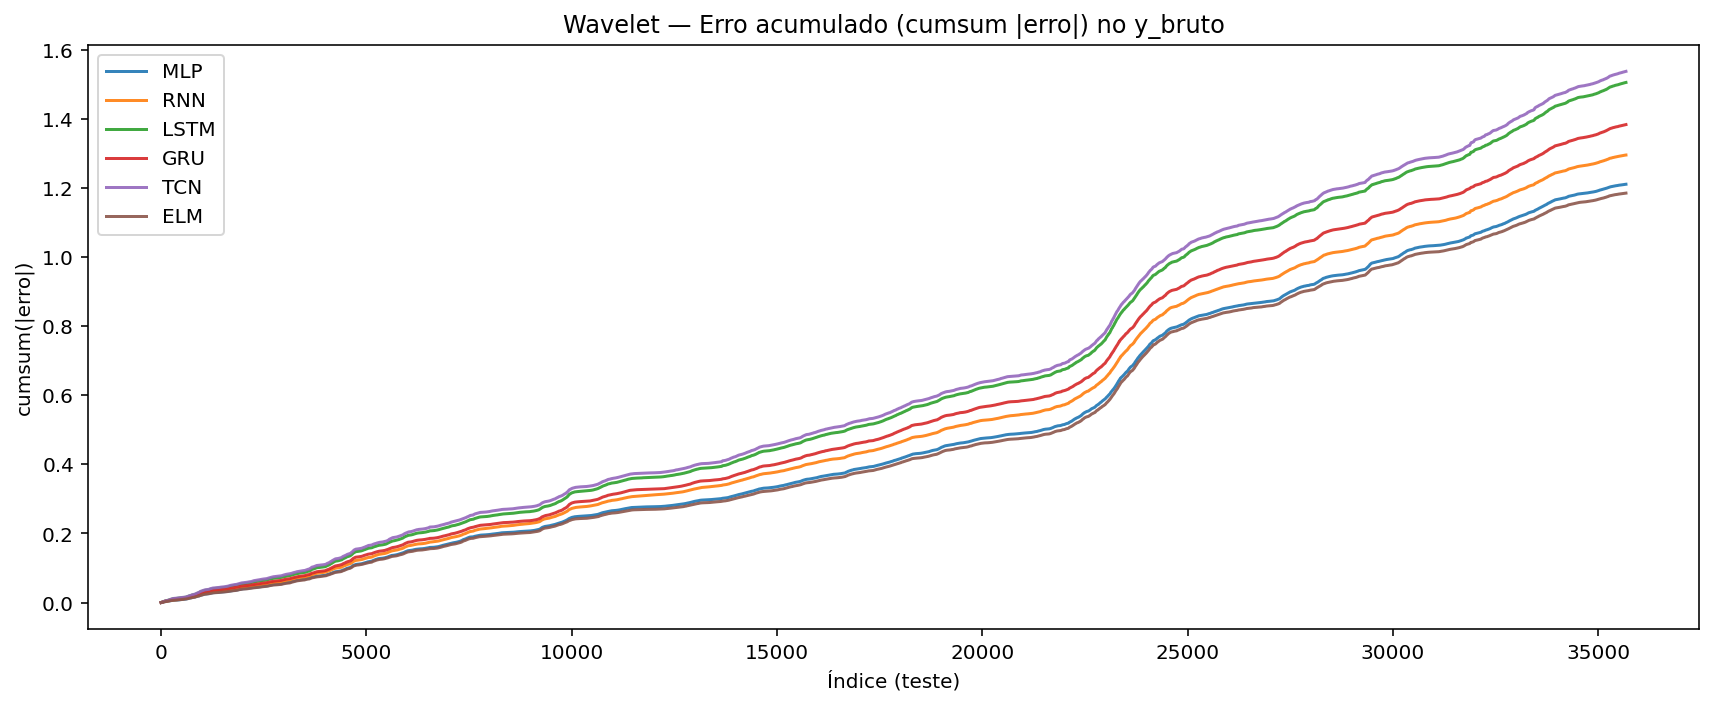 Wavelet — Erro acumulado (cumsum |erro|) no y_bruto
MLP
RNN
LSTM
GRU
TCN
ELM
cumsum(|erro|)
1.6
1.4
1.2
1.0
0.8
0.6
0.4
0.2
0.0
0 5000 10000 15000 20000 25000 30000 35000
Índice (teste)